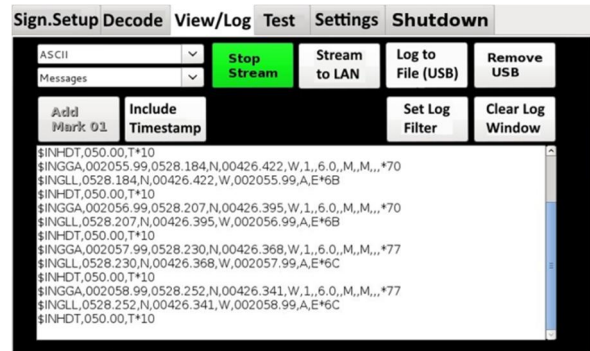 Sign.Setup Decode View/Log Test Settings Shutdown
ASCII
Messages
Stop Stream
Stream to LAN
Log to File (USB)
Remove USB
Add Mark 01
Include Timestamp
Set Log Filter
Clear Log Window
$INHDT,050.00,T*10
$INGGA,002055.99,0528.184,N,00426.422,W,1,,6.0,,M,,M,,,*70
$INGLL,0528.184,N,00426.422,W,002055.99,A,E*6B
$INHDT,050.00,T*10
$INGGA,002056.99,0528.207,N,00426.395,W,1,,6.0,,M,,M,,,*70
$INGLL,0528.207,N,00426.395,W,002056.99,A,E*6B
$INHDT,050.00,T*10
$INGGA,002057.99,0528.230,N,00426.368,W,1,,6.0,,M,,M,,,*77
$INGLL,0528.230,N,00426.368,W,002057.99,A,E*6C
$INHDT,050.00,T*10
$INGGA,002058.99,0528.252,N,00426.341,W,1,,6.0,,M,,M,,,*77
$INGLL,0528.252,N,00426.341,W,002058.99,A,E*6C
$INHDT,050.00,T*10